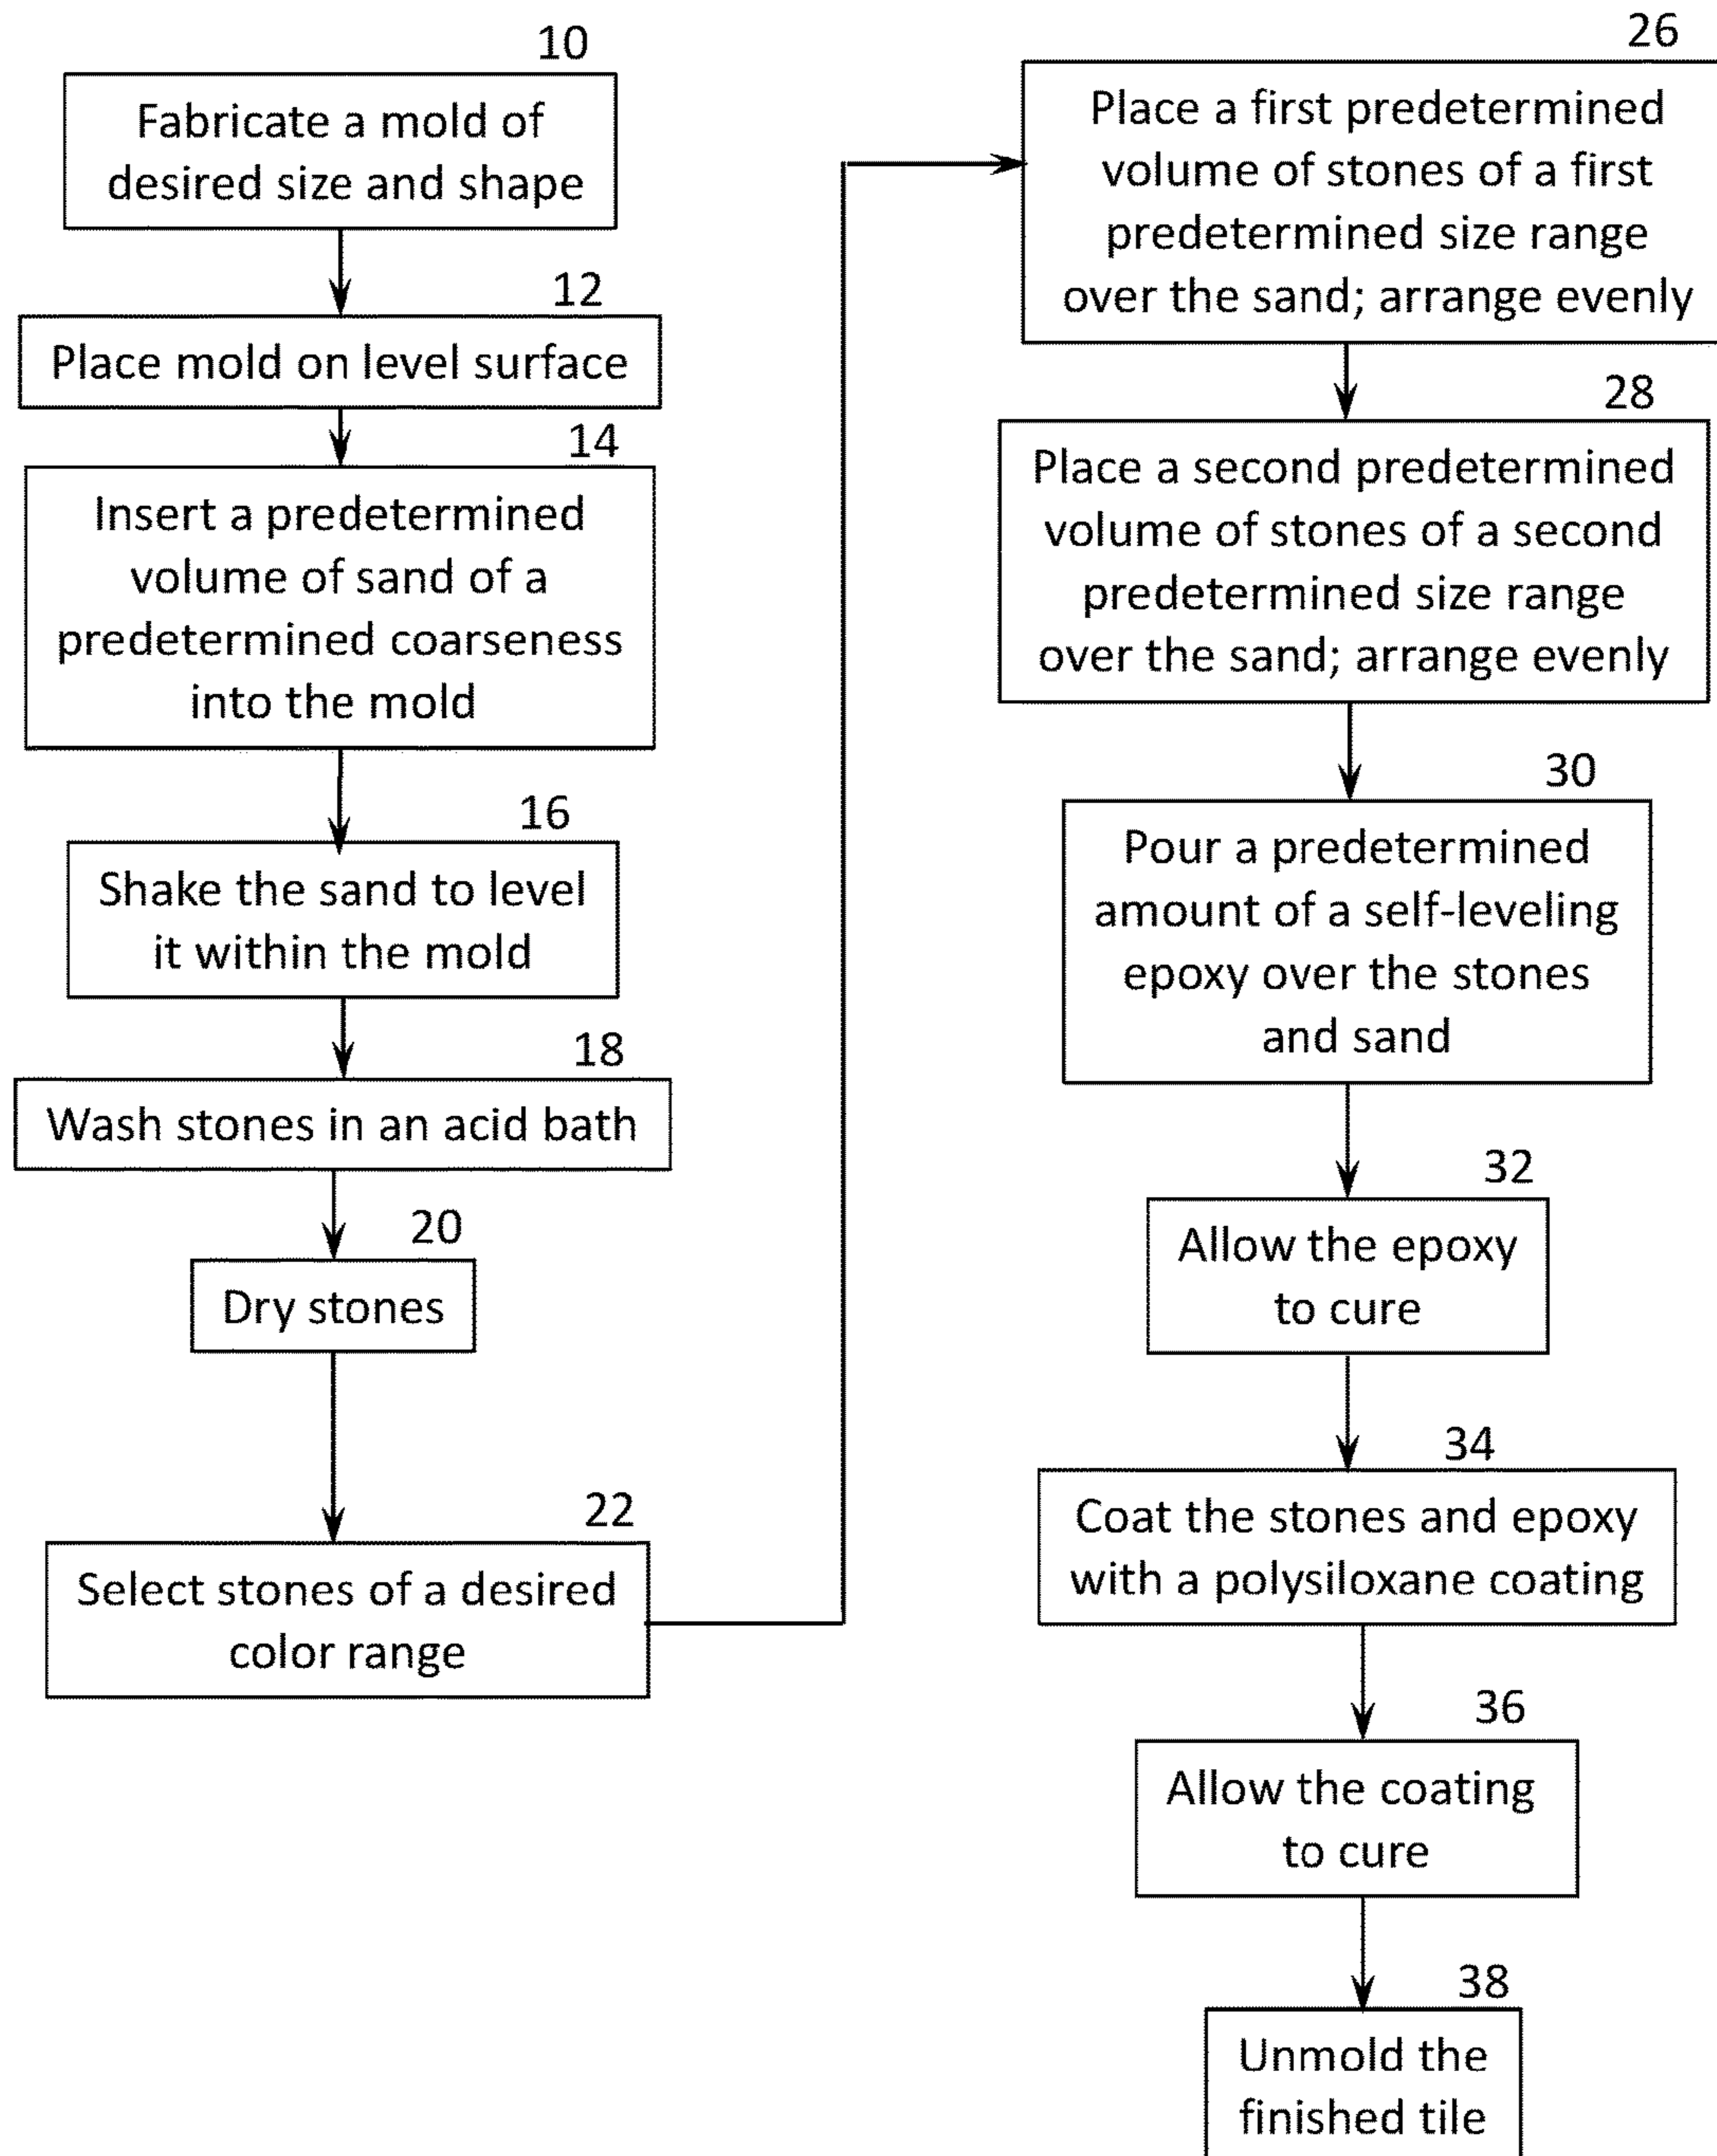 10
Fabricate a mold of
desired size and shape
12
Place mold on level surface
14
Insert a predetermined
volume of sand of a
predetermined coarseness
into the mold
16
Shake the sand to level
it within the mold
18
Wash stones in an acid bath
20
Dry stones
22
Select stones of a desired
color range
26
Place a first predetermined
volume of stones of a first
predetermined size range
over the sand; arrange evenly
28
Place a second predetermined
volume of stones of a second
predetermined size range
over the sand; arrange evenly
30
Pour a predetermined
amount of a self-leveling
epoxy over the stones
and sand
32
Allow the epoxy
to cure
34
Coat the stones and epoxy
with a polysiloxane coating
36
Allow the coating
to cure
38
Unmold the
finished tile